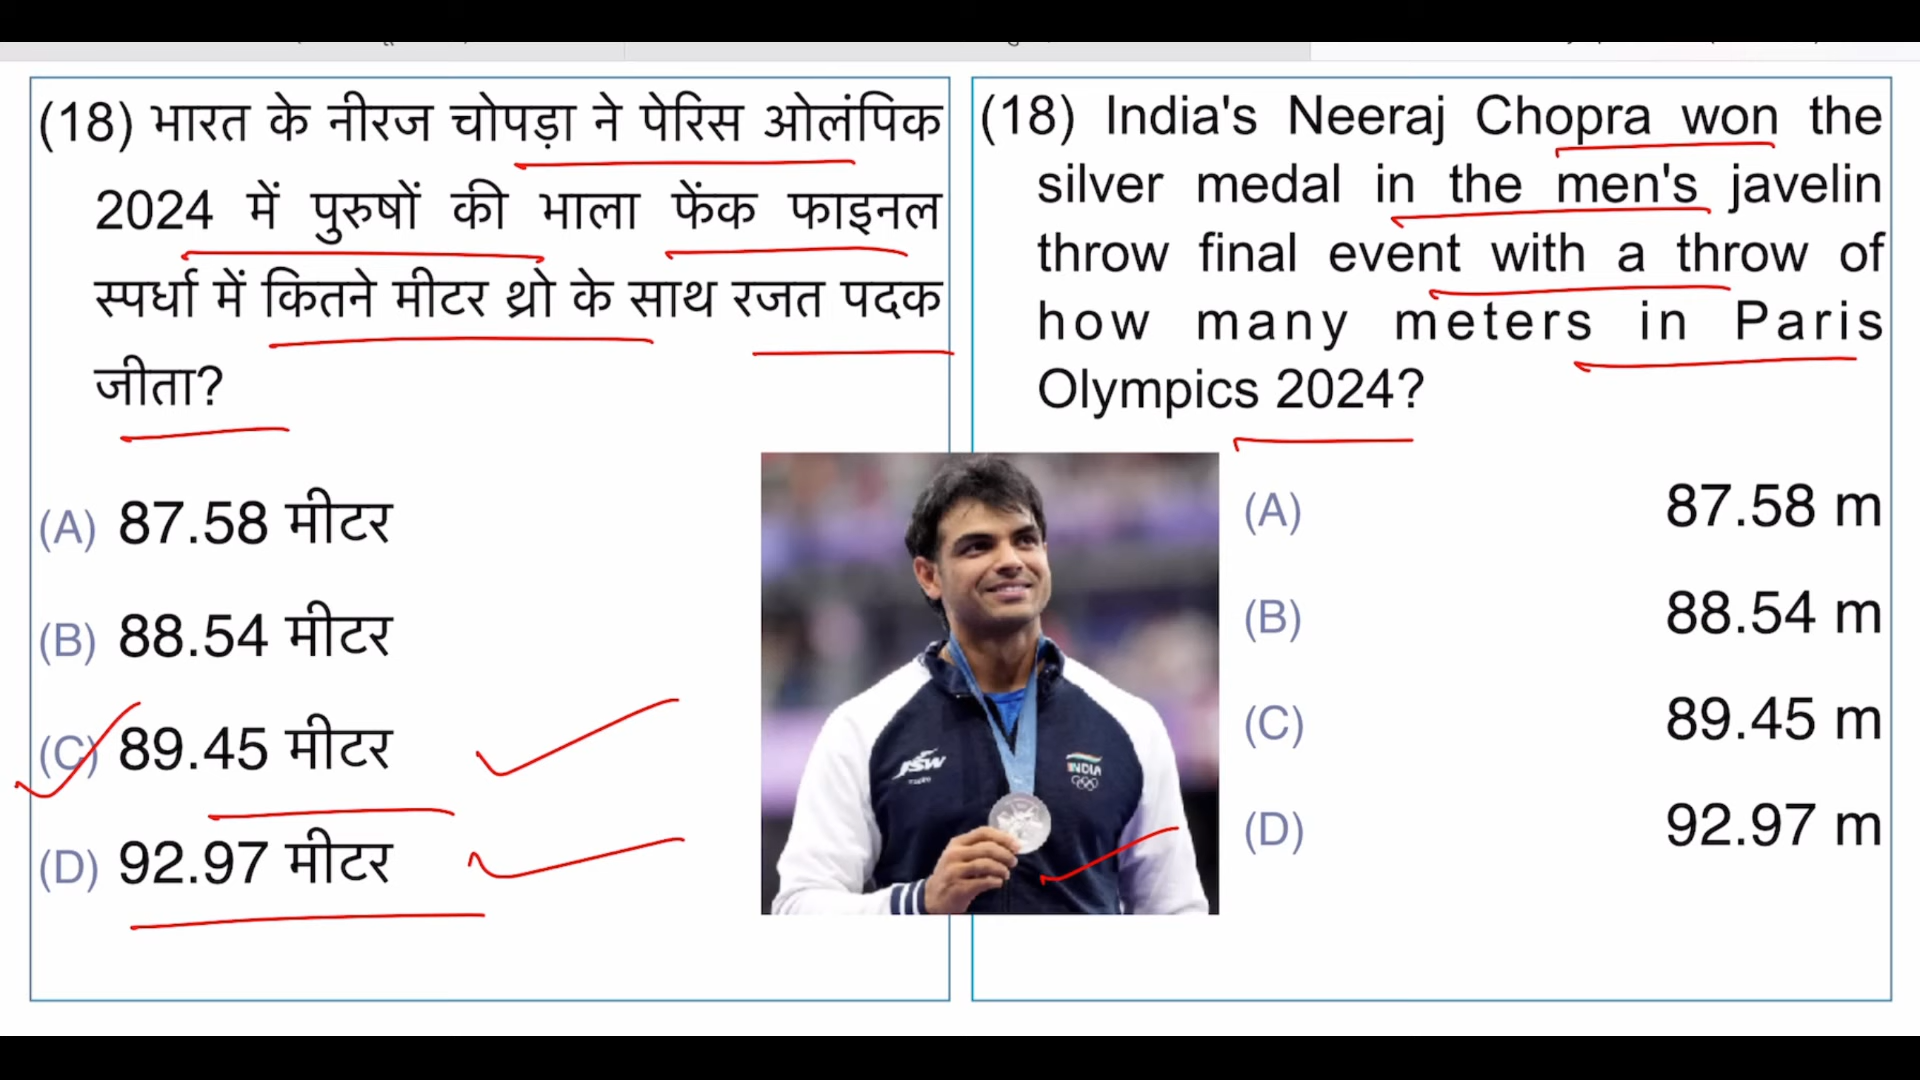 (18) भारत के नीरज चोपड़ा ने पेरिस ओलंपिक
2024 में पुरुषों की भाला फेंक फाइनल
स्पर्धा में कितने मीटर थ्रो के साथ रजत पदक
जीता?
(A) 87.58 मीटर
(B) 88.54 मीटर
(C) 89.45 मीटर
(D) 92.97 मीटर
(18) India's Neeraj Chopra won the
silver medal in the men's javelin
throw final event with a throw of
how many meters in Paris
Olympics 2024?
(A) 87.58 m
(B) 88.54 m
(C) 89.45 m
(D) 92.97 m
JSW
INDIA